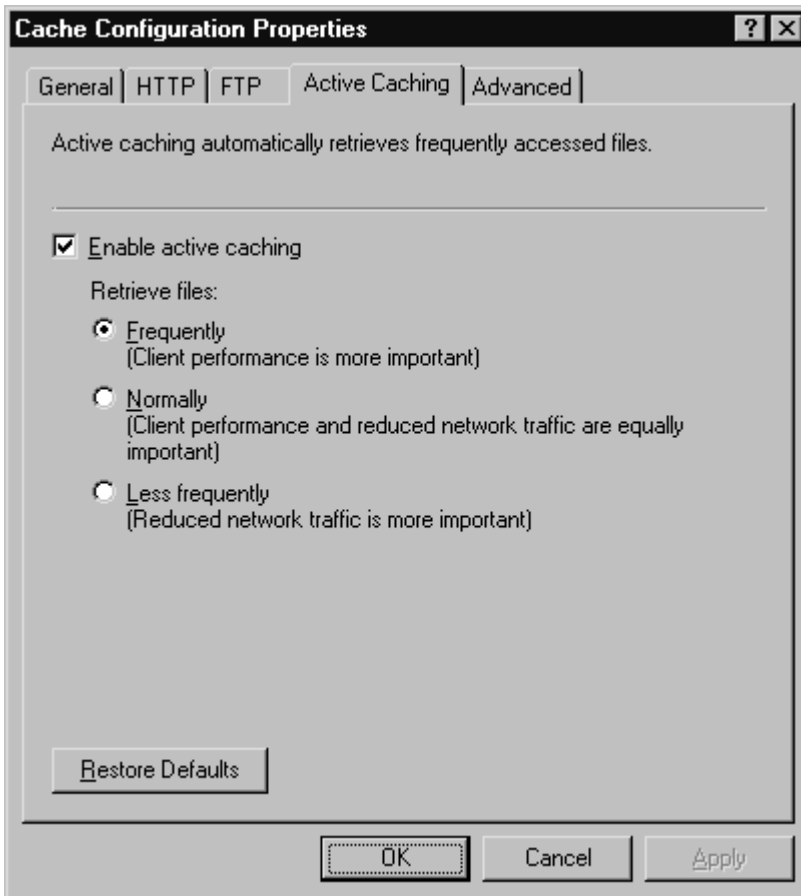 Cache Configuration Properties
General HTTP FTP Active Caching Advanced
Active caching automatically retrieves frequently accessed files.
Enable active caching
Retrieve files:
Frequently
(Client performance is more important)
Normally
(Client performance and reduced network traffic are equally
important)
Less frequently
(Reduced network traffic is more important)
Restore Defaults
OK Cancel Apply